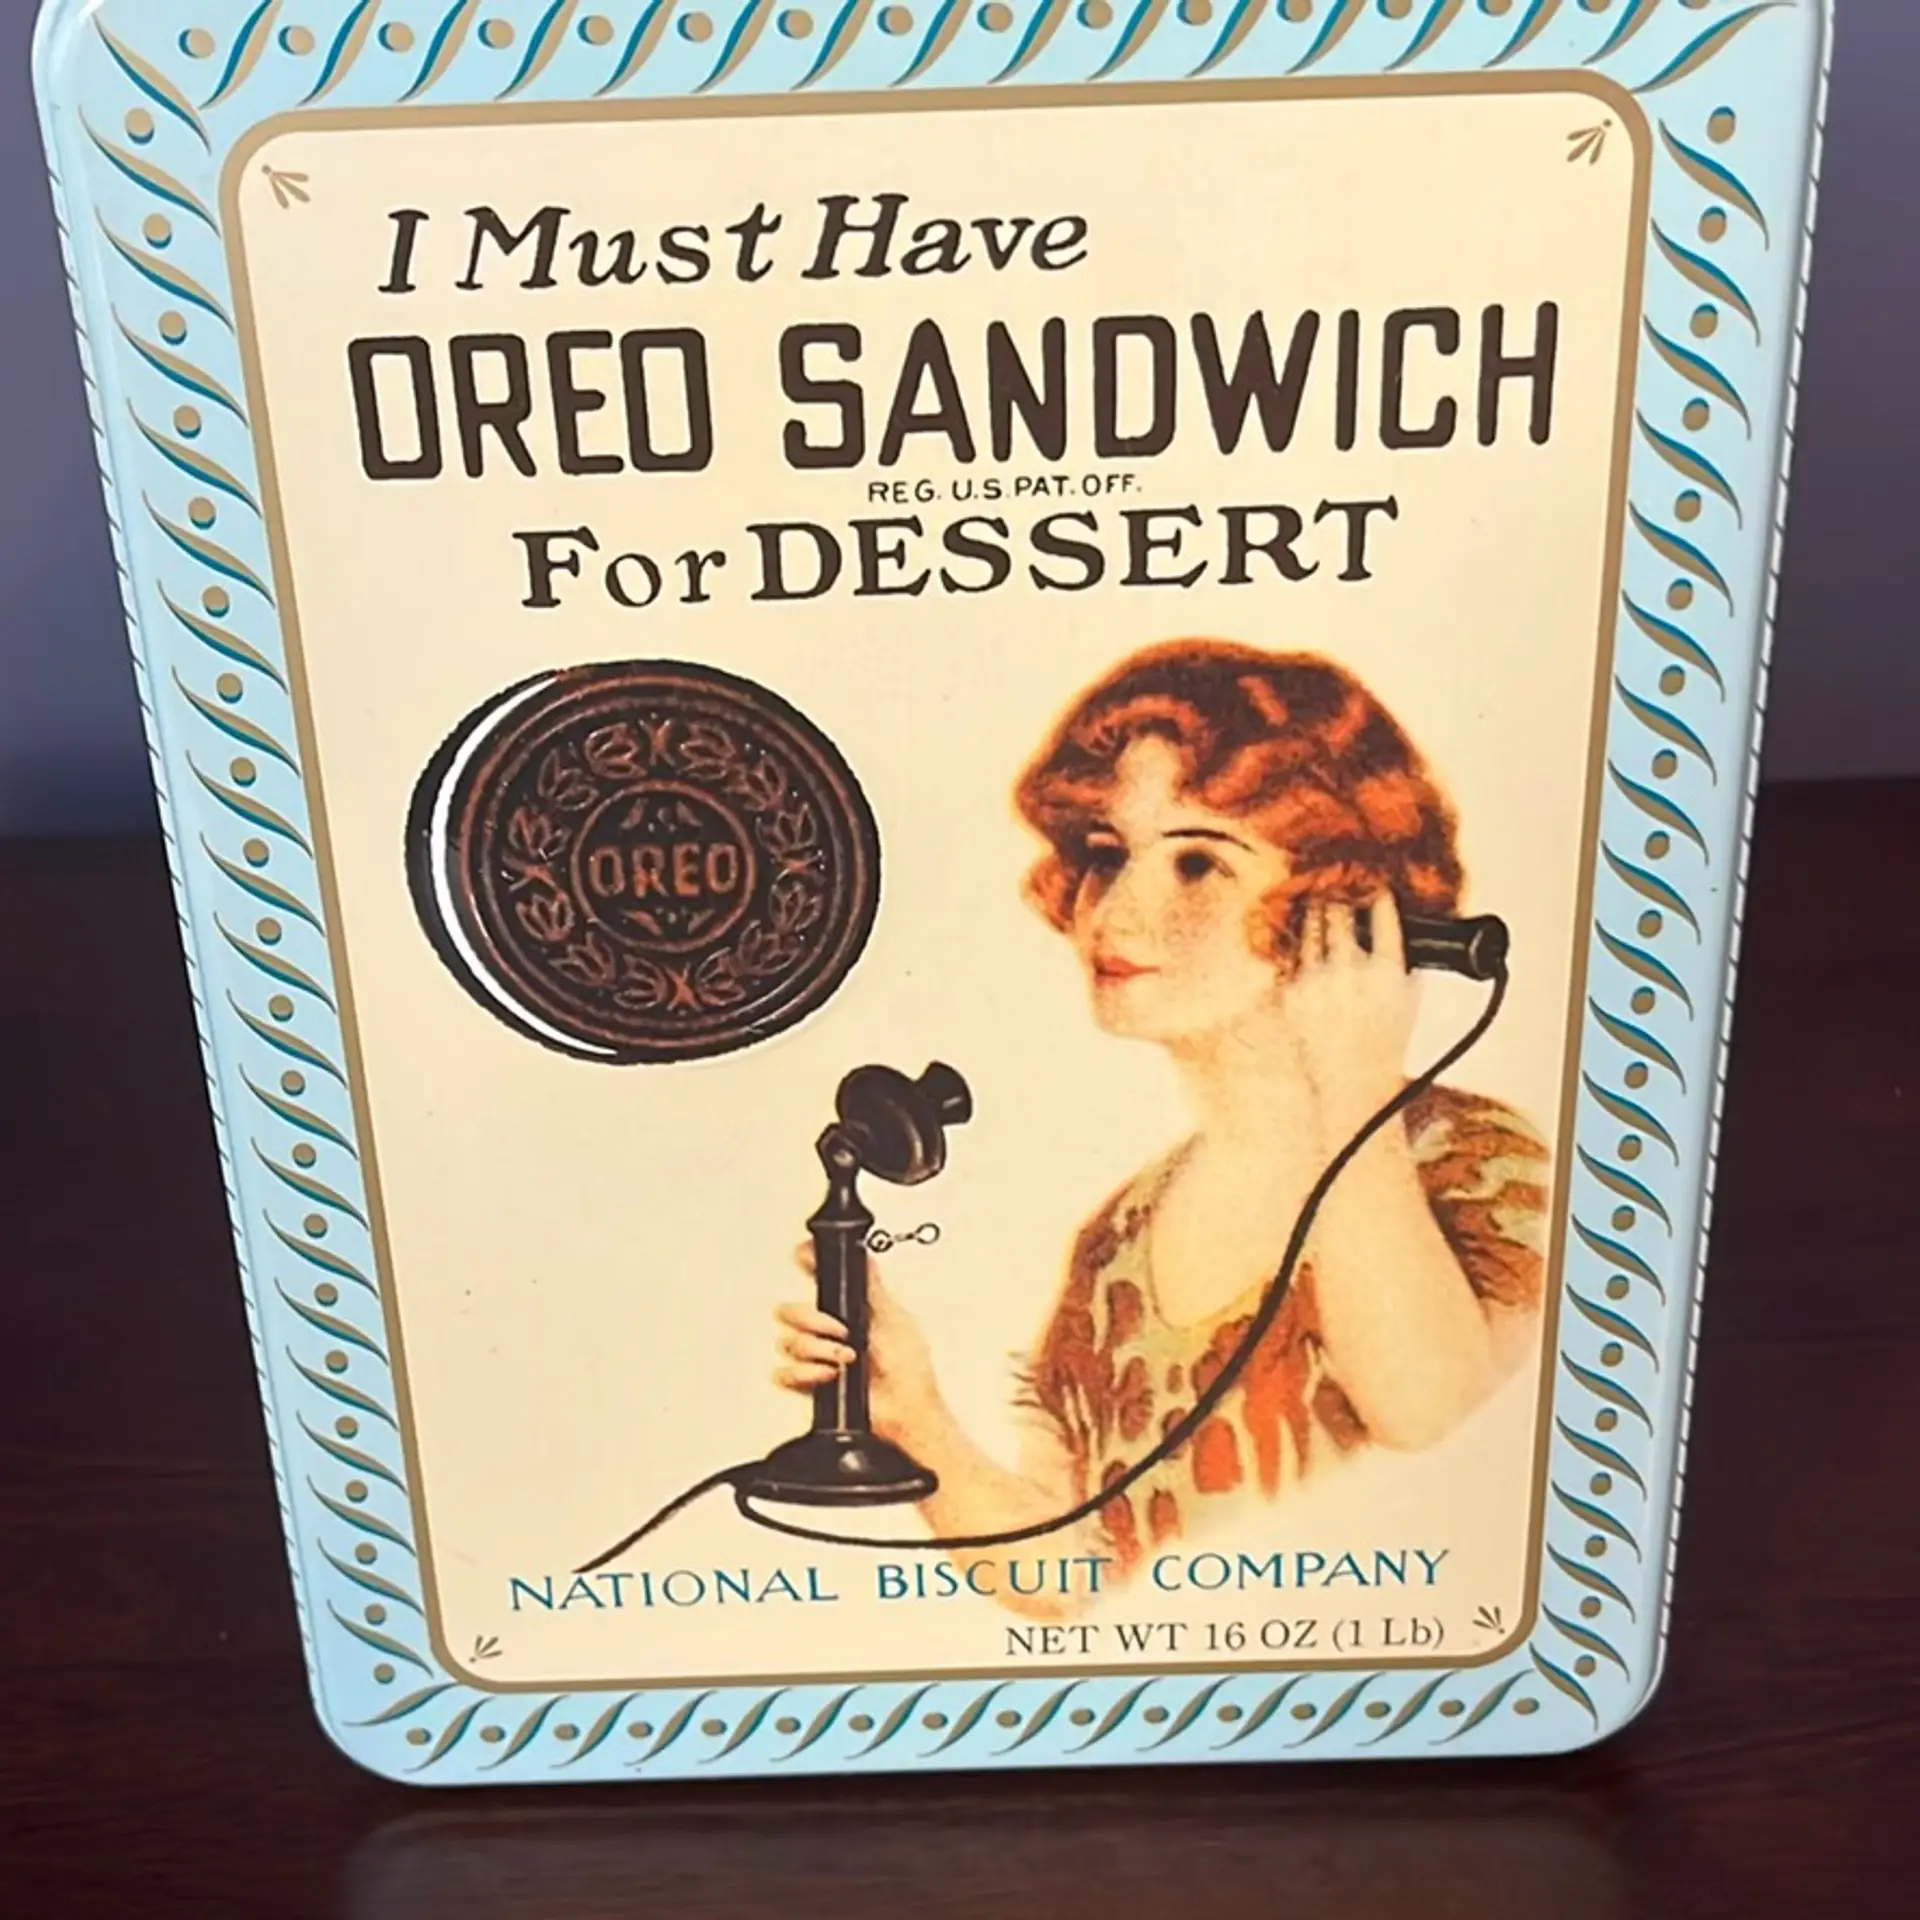 I Must Have
OREO SANDWICH
REG. U.S. PAT. OFF.
For DESSERT
OREO
NATIONAL BISCUIT COMPANY
NET WT 16 OZ (1 Lb)